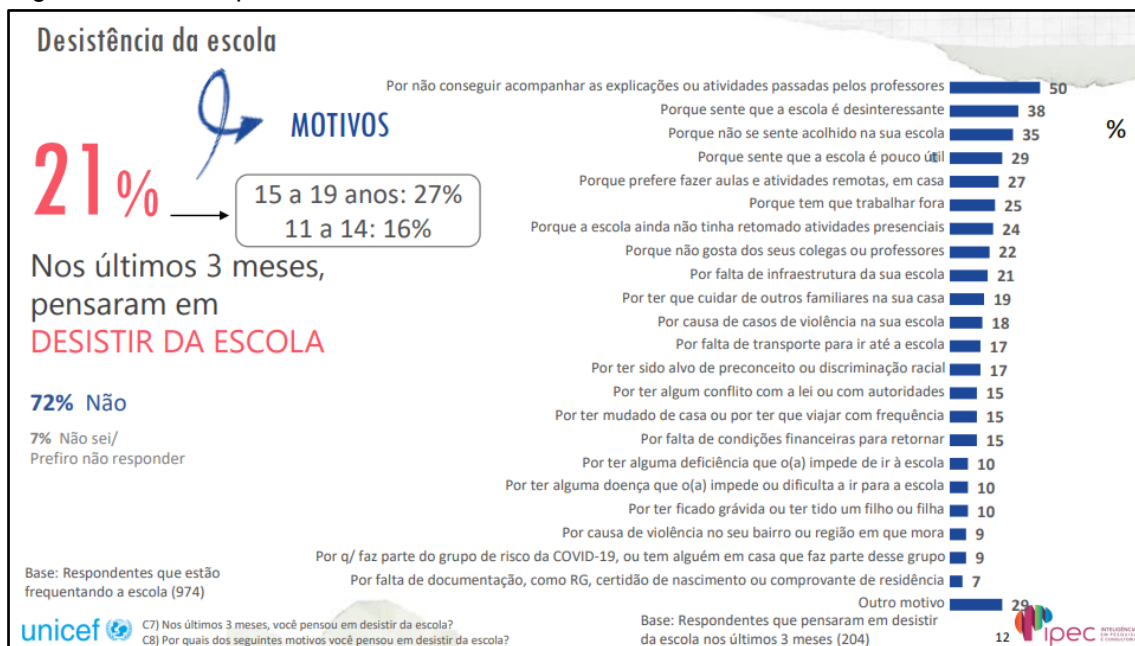 Desistência da escola
MOTIVOS
21%
15 a 19 anos: 27%
11 a 14: 16%
Nos últimos 3 meses,
pensaram em
DESISTIR DA ESCOLA
72% Não
7% Não sei/
Prefiro não responder
%
Por não conseguir acompanhar as explicações ou atividades passadas pelos professores 50
Porque sente que a escola é desinteressante 38
Porque não se sente acolhido na sua escola 35
Porque sente que a escola é pouco útil 29
Porque prefere fazer aulas e atividades remotas, em casa 27
Porque tem que trabalhar fora 25
Porque a escola ainda não tinha retomado atividades presenciais 24
Porque não gosta dos seus colegas ou professores 22
Por falta de infraestrutura da sua escola 21
Por ter que cuidar de outros familiares na sua casa 19
Por causa de casos de violência na sua escola 18
Por falta de transporte para ir até a escola 17
Por ter sido alvo de preconceito ou discriminação racial 17
Por ter algum conflito com a lei ou com autoridades 15
Por ter mudado de casa ou por ter que viajar com frequência 15
Por falta de condições financeiras para retornar 15
Por ter alguma deficiência que o(a) impede de ir à escola 10
Por ter alguma doença que o(a) impede ou dificulta a ir para a escola 10
Por ter ficado grávida ou ter tido um filho ou filha 10
Por causa de violência no seu bairro ou região em que mora 9
Por q/ faz parte do grupo de risco da COVID-19, ou tem alguém em casa que faz parte desse grupo 9
Por falta de documentação, como RG, certidão de nascimento ou comprovante de residência 7
Outro motivo 29
Base: Respondentes que estão
frequentando a escola (974)
unicef
C7) Nos últimos 3 meses, você pensou em desistir da escola?
C8) Por quais dos seguintes motivos você pensou em desistir da escola?
Base: Respondentes que pensaram em desistir
da escola nos últimos 3 meses (204)
12
ipec
INTELIGÊNCIA
EM PESQUISA
E CONSULTORIA